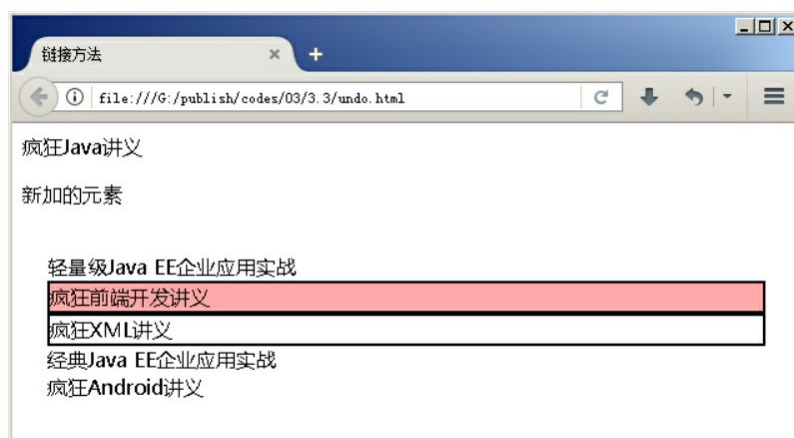 链接方法
file:///G:/publish/codes/03/3.3/undo.html
疯狂Java讲义
新加的元素
轻量级Java EE企业应用实战
疯狂前端开发讲义
疯狂XML讲义
经典Java EE企业应用实战
疯狂Android讲义